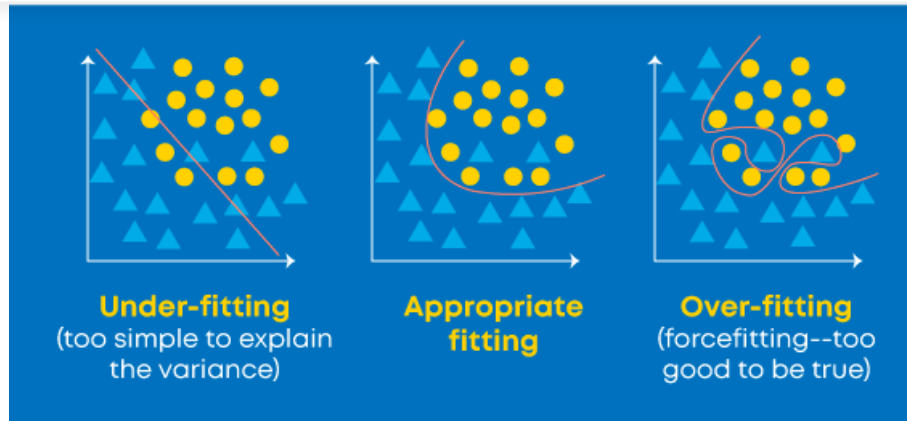 Under-fitting
(too simple to explain
the variance)
Appropriate
fitting
Over-fitting
(forcefitting--too
good to be true)